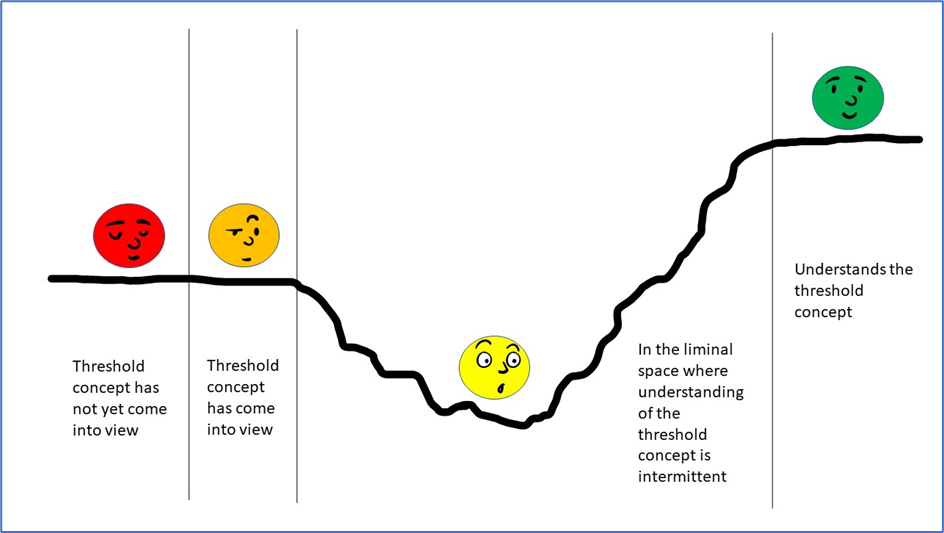 Threshold
concept has
not yet come
into view
Threshold
concept
has come
into view
In the liminal
space where
understanding
of the
threshold
concept is
intermittent
Understands the
threshold
concept